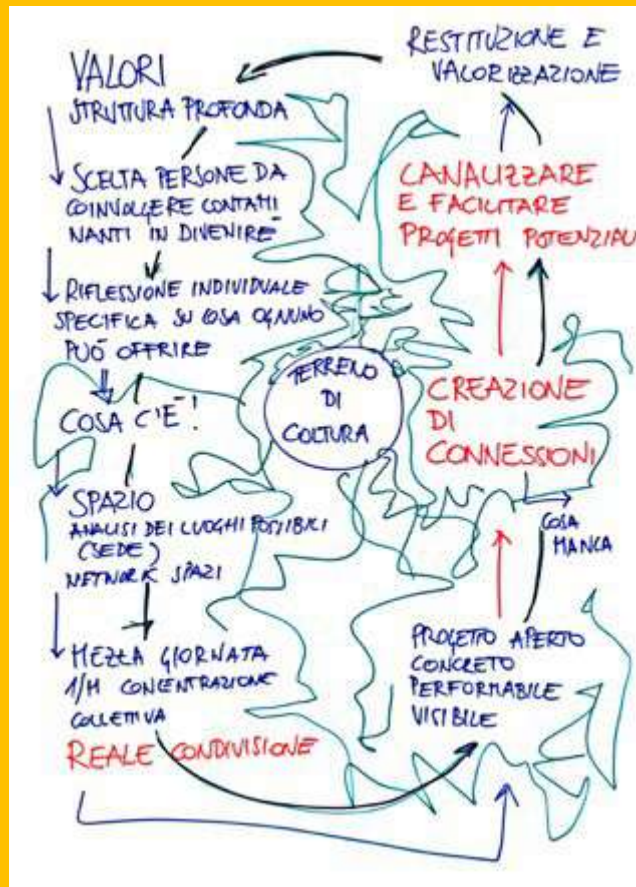 VALORI
STRUTTURA PROFONDA
SCELTA PERSONE DA
COINVOLGERE CONTAMI
NANTI IN DIVENIRE
RIFLESSIONE INDIVIDUALE
SPECIFICA SU COSA OGNUNO
PUÒ OFFRIRE
COSA C'È!
SPAZIO
ANALISI DEI LUOGHI POSSIBILI
(SEDE)
NETWORK SPAZI
MEZZA GIORNATA
1/H CONCENTRAZIONE
COLLETTIVA
REALE CONDIVISIONE
TERRENO
DI
COLTURA
PROGETTO APERTO
CONCRETO
PERFORMABILE
VISIBILE
COSA
MANCA
CREAZIONE
DI
CONNESSIONI
CANALIZZARE
E FACILITARE
PROGETTI POTENZIALI
RESTITUZIONE E
VALORIZZAZIONE